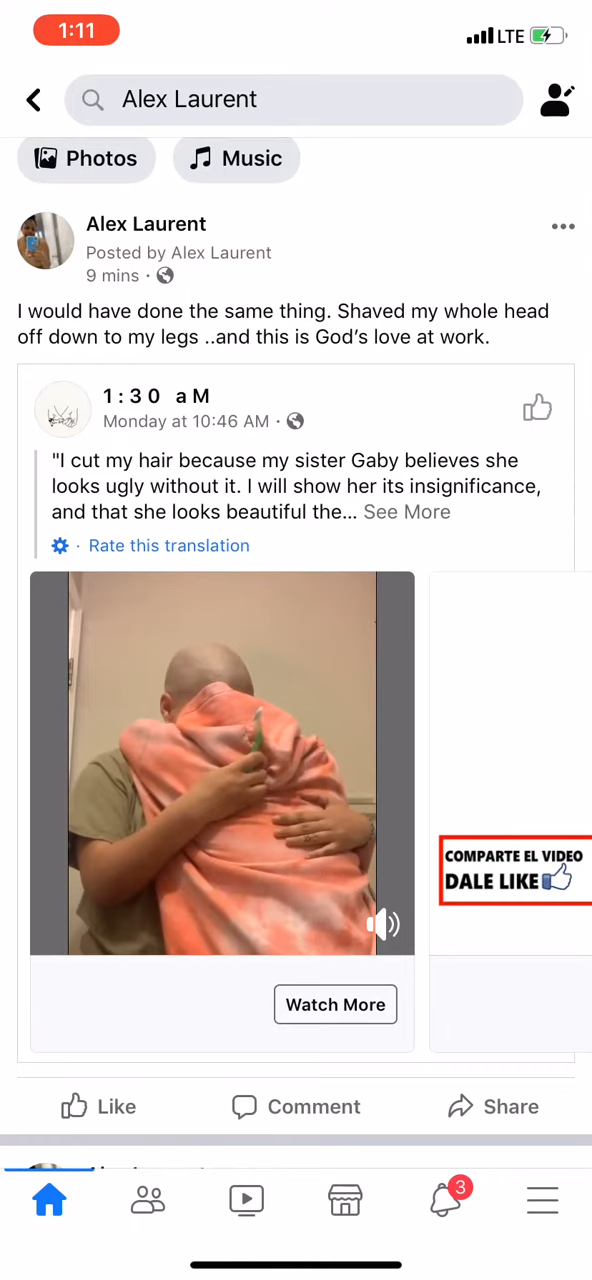 1:11
LTE
Alex Laurent
Photos
Music
Alex Laurent
Posted by Alex Laurent
9 mins ·
I would have done the same thing. Shaved my whole head
off down to my legs ..and this is God’s love at work.
1:30 aM
Monday at 10:46 AM ·
"I cut my hair because my sister Gaby believes she
looks ugly without it. I will show her its insignificance,
and that she looks beautiful the... See More
· Rate this translation
COMPARTE EL VIDEO
DALE LIKE
Watch More
Like
Comment
Share
3